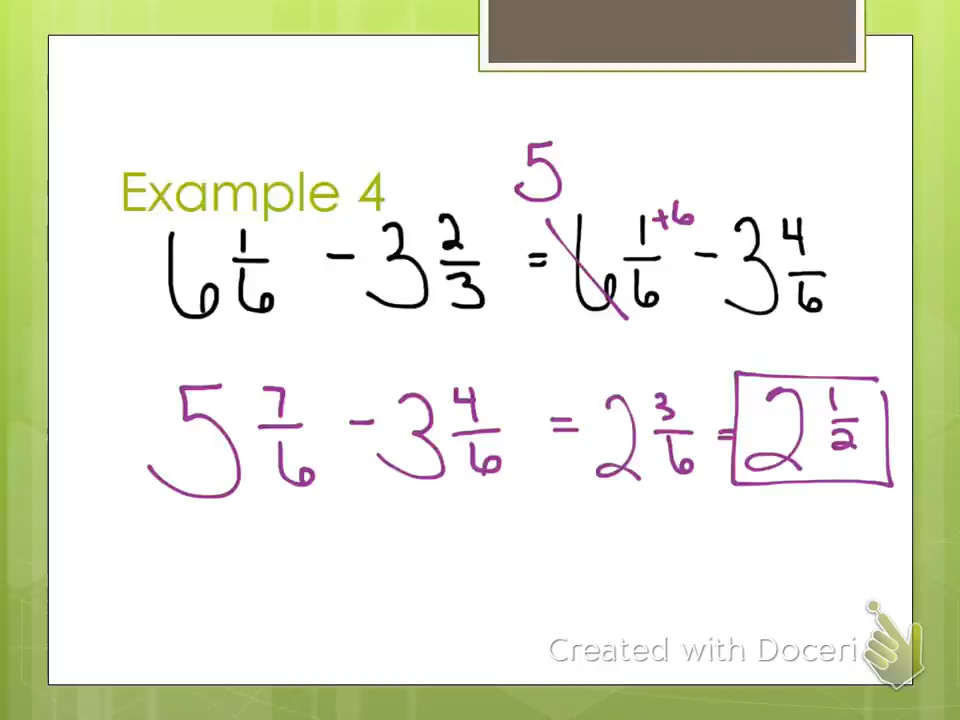 Example 4
5
6 1/6 - 3 2/3 = 6 1/6 +6 - 3 4/6
5 7/6 - 3 4/6 = 2 3/6 = 2 1/2
Created with Doceri